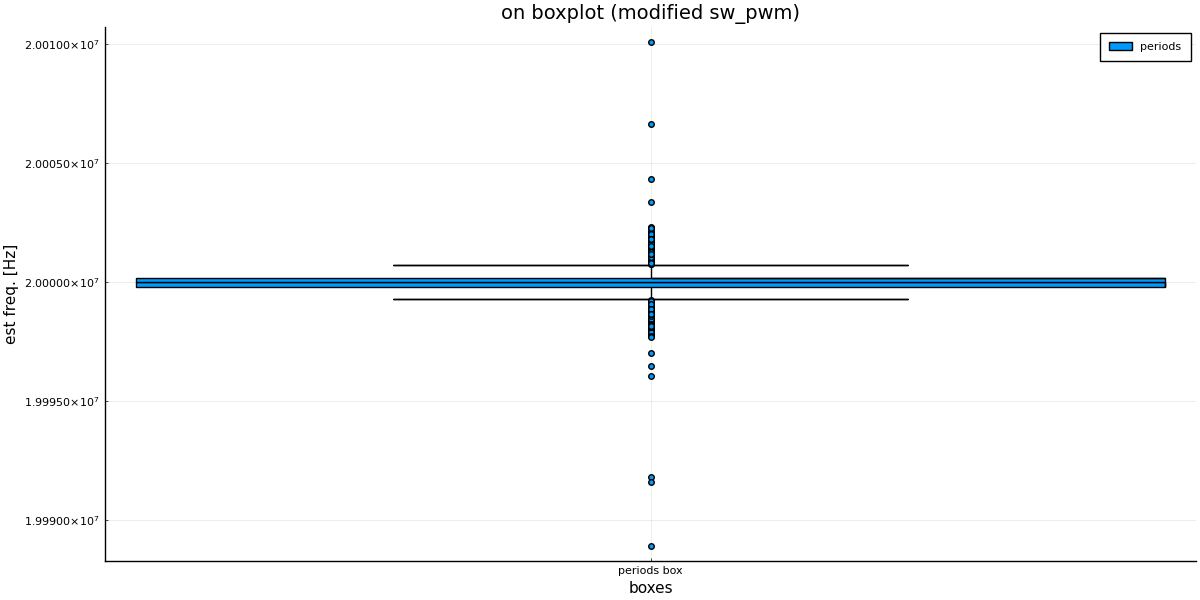 on boxplot (modified sw_pwm)
periods
2.00100×10⁷
2.00050×10⁷
2.00000×10⁷
1.99950×10⁷
1.99900×10⁷
est freq. [Hz]
periods box
boxes